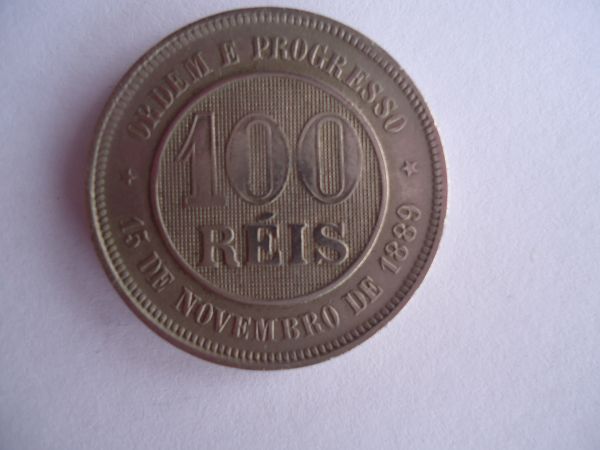 ORDEM E PROGRESSO
100
RÉIS
15 DE NOVEMBRO DE 1889